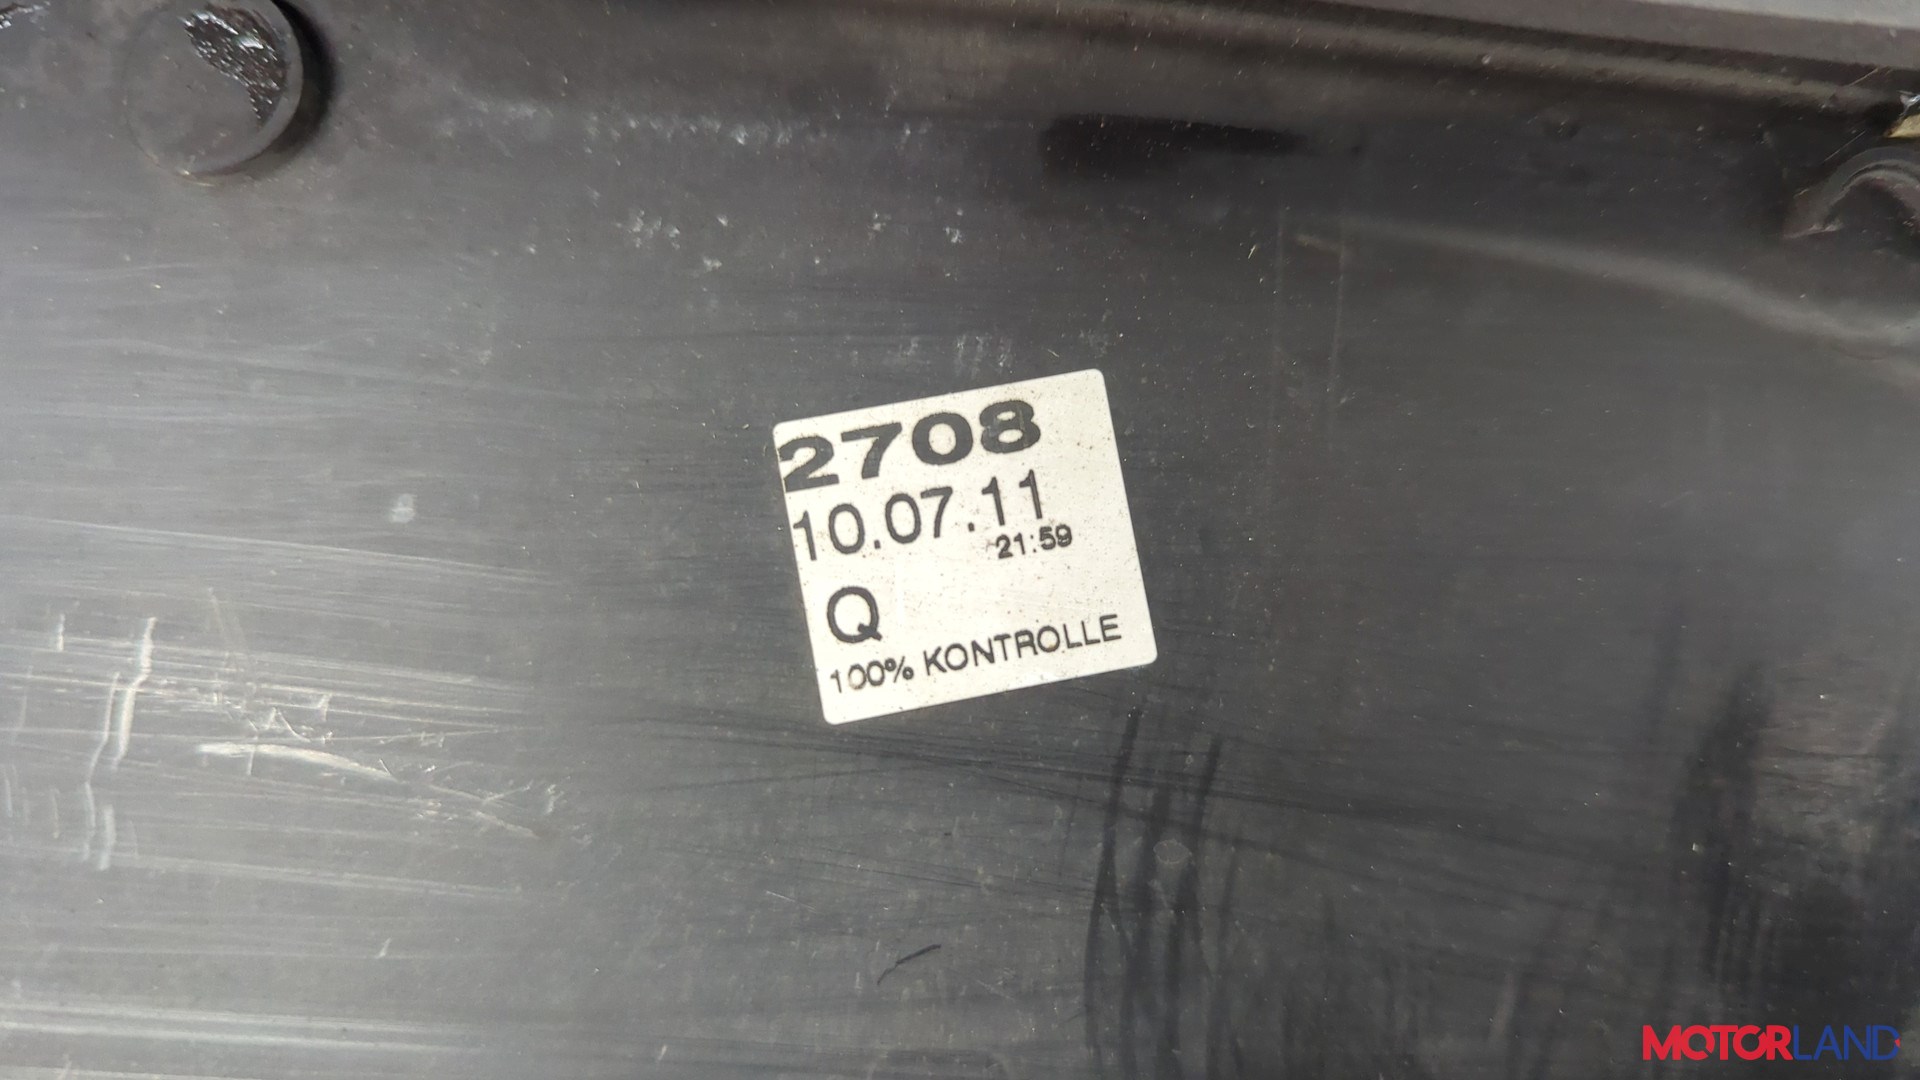 2708
10.07.11
21:59
Q
100% KONTROLLE
MOTORLAND